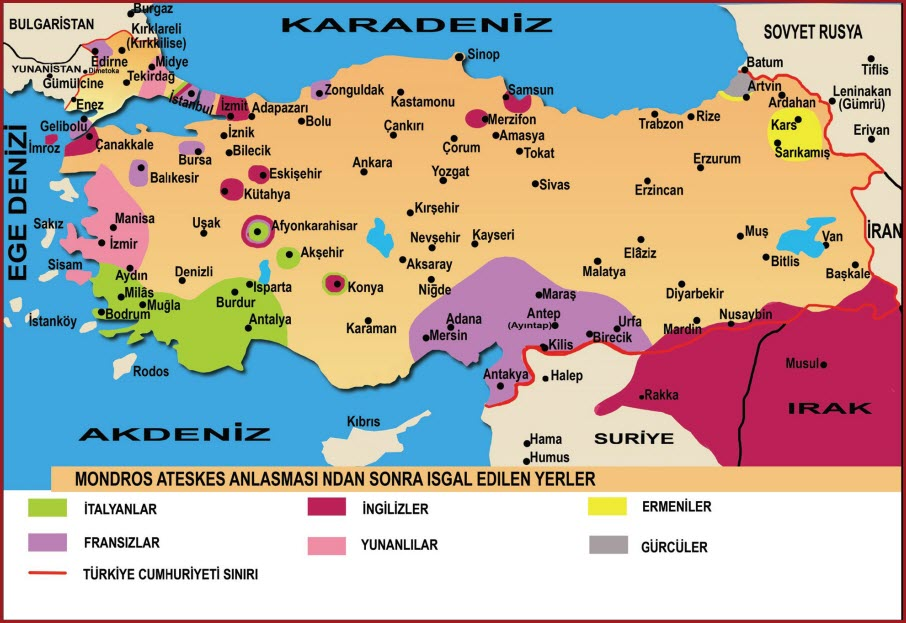 Burgaz
BULGARİSTAN
KARADENİZ
Kırklareli
(Kırkkilise)
SOVYET RUSYA
Sinop
Edirne
YUNANİSTAN
Dimetoka
Midye
Batum
Tiflis
Gümülcine
Tekirdağ
Zonguldak
Samsun
Artvin
Leninakan
(Gümrü)
Enez
İstanbul
İzmit
Adapazarı
Kastamonu
Ardahan
Gelibolu
Bolu
Merzifon
Trabzon
Rize
Kars
Erivan
İmroz
Çanakkale
İznik
Çankırı
Çorum
Amasya
Sarıkamış
EGE DENİZİ
Bursa
Bilecik
Tokat
Erzurum
Balıkesir
Eskişehir
Ankara
Yozgat
Sivas
Erzincan
Kütahya
Sakız
Manisa
Uşak
Afyonkarahisar
Kırşehir
İRAN
İzmir
Nevşehir
Kayseri
Elâziz
Muş
Van
Sisam
Akşehir
Aksaray
Malatya
Bitlis
Başkale
Aydın
Denizli
Isparta
Konya
Niğde
Diyarbekir
Milâs
Muğla
Burdur
Maraş
İstanköy
Bodrum
Antalya
Karaman
Adana
Mersin
Antep
(Ayıntap)
Urfa
Birecik
Mardin
Nusaybin
Kilis
Rodos
Antakya
Halep
Musul
Rakka
Kıbrıs
IRAK
AKDENİZ
Hama
SURİYE
Humus
MONDROS ATESKES ANLASMASI NDAN SONRA ISGAL EDILEN YERLER
İTALYANLAR
İNGİLİZLER
ERMENİLER
FRANSIZLAR
YUNANLILAR
GÜRCÜLER
TÜRKİYE CUMHURİYETİ SINIRI